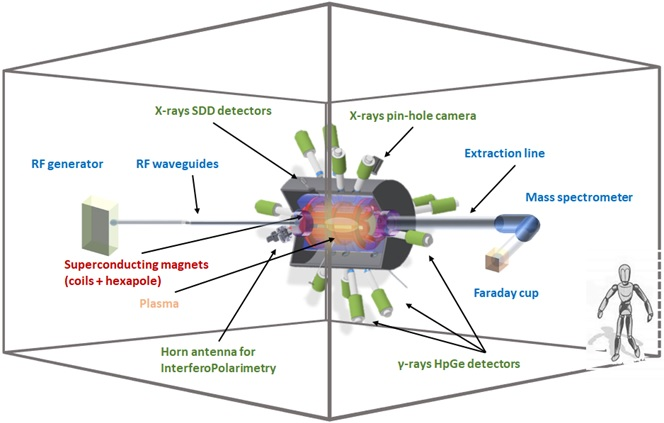 X-rays SDD detectors
X-rays pin-hole camera
RF generator
RF waveguides
Extraction line
Mass spectrometer
Superconducting magnets
(coils + hexapole)
Plasma
Faraday cup
Horn antenna for
InterferoPolarimetry
γ-rays HpGe detectors